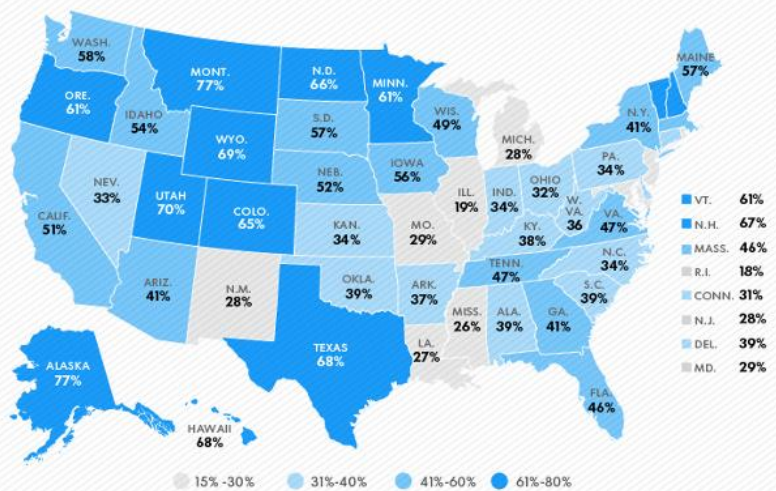 WASH.
58%
ORE.
61%
IDAHO
54%
MONT.
77%
WYO.
69%
N.D.
66%
S.D.
57%
NEB.
52%
MINN.
61%
IOWA
56%
WIS.
49%
MICH.
28%
MAINE
57%
N.Y.
41%
PA.
34%
OHIO
32%
IND.
34%
ILL.
19%
W.
VA.
36
VA.
47%
KY.
38%
N.C.
34%
S.C.
39%
TENN.
47%
GA.
41%
FLA.
46%
ALA.
39%
MISS.
26%
LA.
27%
ARK.
37%
MO.
29%
KAN.
34%
OKLA.
39%
TEXAS
68%
N.M.
28%
COLO.
65%
UTAH
70%
ARIZ.
41%
NEV.
33%
CALIF.
51%
ALASKA
77%
HAWAII
68%
VT. 61%
N.H. 67%
MASS. 46%
R.I. 18%
CONN. 31%
N.J. 28%
DEL. 39%
MD. 29%
15% -30% 31%-40% 41%-60% 61%-80%